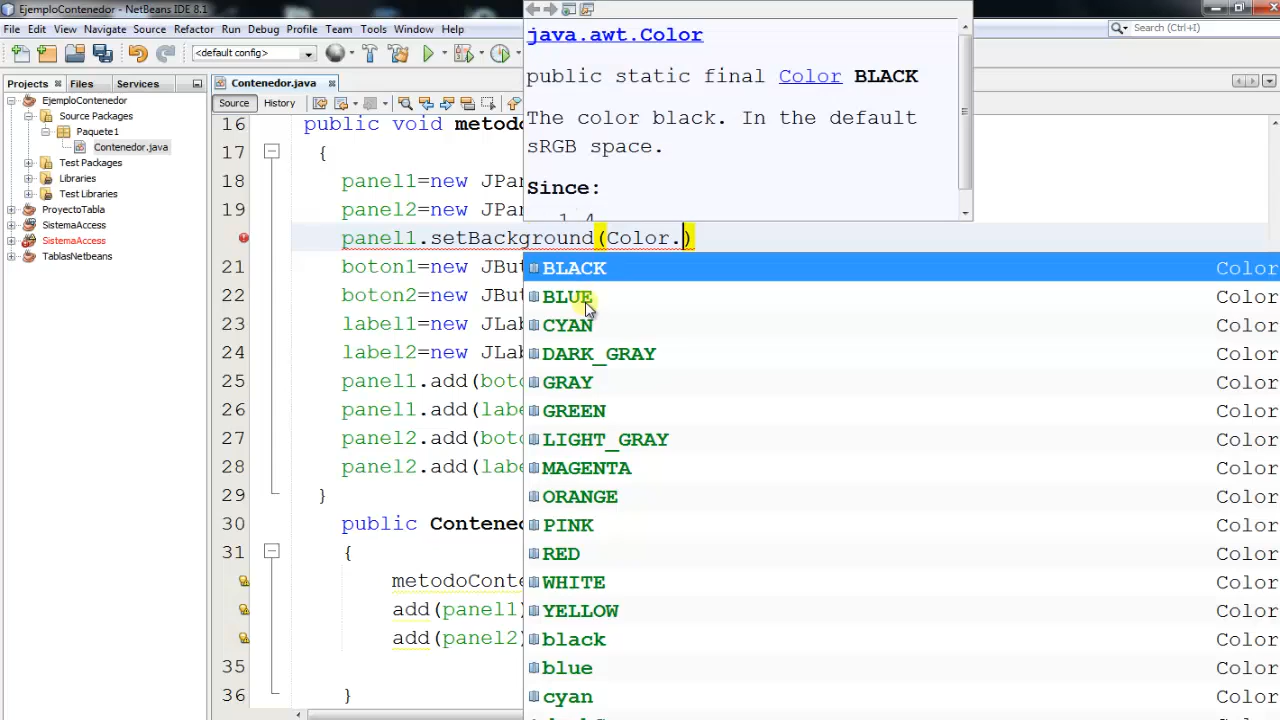 EjemploContenedor - NetBeans IDE 8.1
File Edit View Navigate Source Refactor Run Debug Profile Team Tools Window Help
Search (Ctrl+I)
<default config>
Projects Files Services
Contenedor.java
Source History
EjemploContenedor
Source Packages
Paquete1
Contenedor.java
Test Packages
Libraries
Test Libraries
ProyectoTabla
SistemaAccess
SistemaAccess
TablasNetbeans
java.awt.Color
public static final Color BLACK
The color black. In the default
sRGB space.
Since:
1.4
16 public void metodo
17 {
18 panel1=new JPan
19 panel2=new JPan
panel1.setBackground(Color.)
21 boton1=new JBut
22 boton2=new JBut
23 label1=new JLab
24 label2=new JLab
25 panel1.add(boto
26 panel1.add(labe
27 panel2.add(boto
28 panel2.add(labe
29 }
30 public Contened
31 {
metodoConte
add(panel1)
add(panel2)
35
36 }
BLACK Color
BLUE Color
CYAN Color
DARK_GRAY Color
GRAY Color
GREEN Color
LIGHT_GRAY Color
MAGENTA Color
ORANGE Color
PINK Color
RED Color
WHITE Color
YELLOW Color
black Color
blue Color
cyan Color